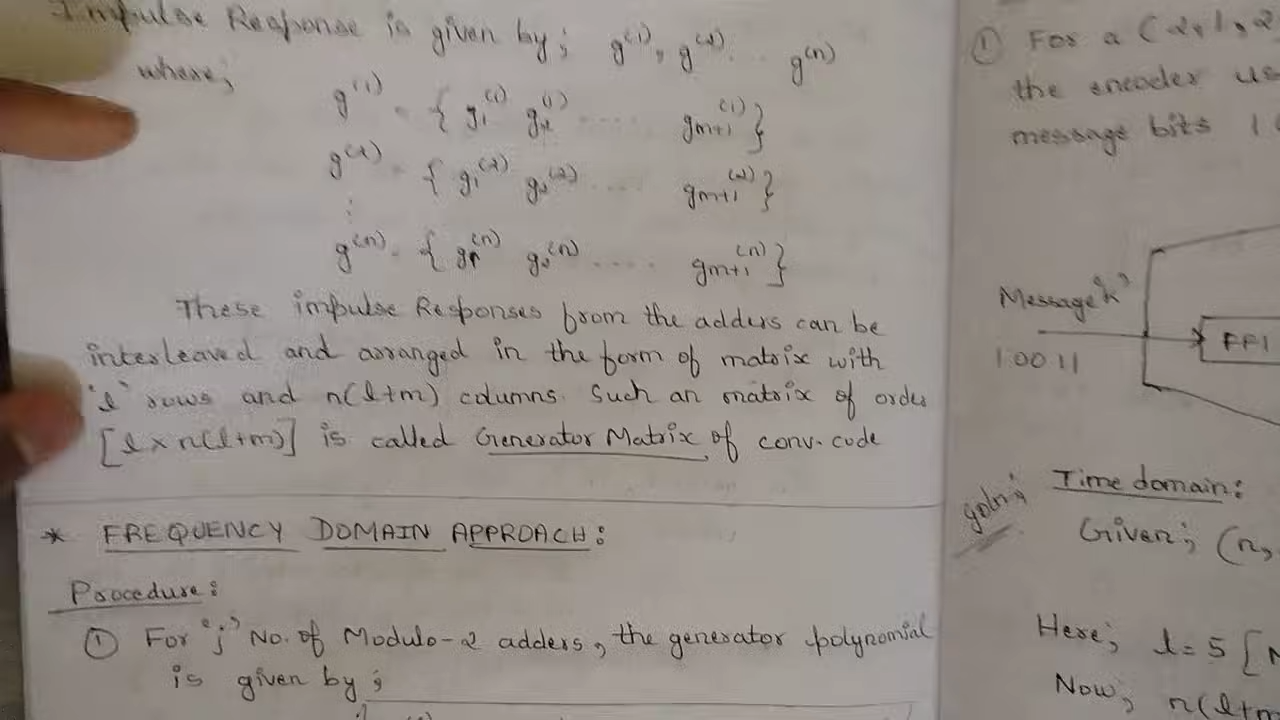 Impulse Response is given by; g⁽¹⁾, g⁽²⁾ .. g⁽ⁿ⁾
where;
g⁽¹⁾ = { g₁⁽¹⁾ g₂⁽¹⁾ ..... gₘ₊₁⁽¹⁾ }
g⁽²⁾ = { g₁⁽²⁾ g₂⁽²⁾ ..... gₘ₊₁⁽²⁾ }
⋮
g⁽ⁿ⁾ = { g₁⁽ⁿ⁾ g₂⁽ⁿ⁾ ..... gₘ₊₁⁽ⁿ⁾ }
These impulse Responses from the adders can be
interleaved and arranged in the form of matrix with
'l' rows and n(l+m) columns. Such an matrix of order
[l × n(l+m)] is called Generator Matrix of conv. code
* FREQUENCY DOMAIN APPROACH:
Procedure:
① For 'j' No. of Modulo-2 adders, the generator polynomial
is given by;
① For a (2,1,2
the encoder
message bits 1
Message 'k'
10011
FF1
soln;
Time domain:
Given; (n,
Here; l = 5 [
Now; n(l+m